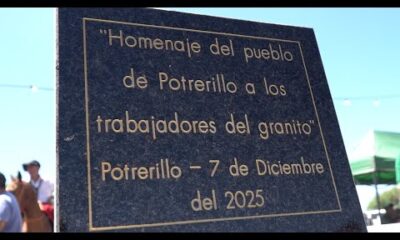 "Homenaje del pueblo
de Potrerillo a los
trabajadores del granito"
Potrerillo – 7 de Diciembre
del 2025